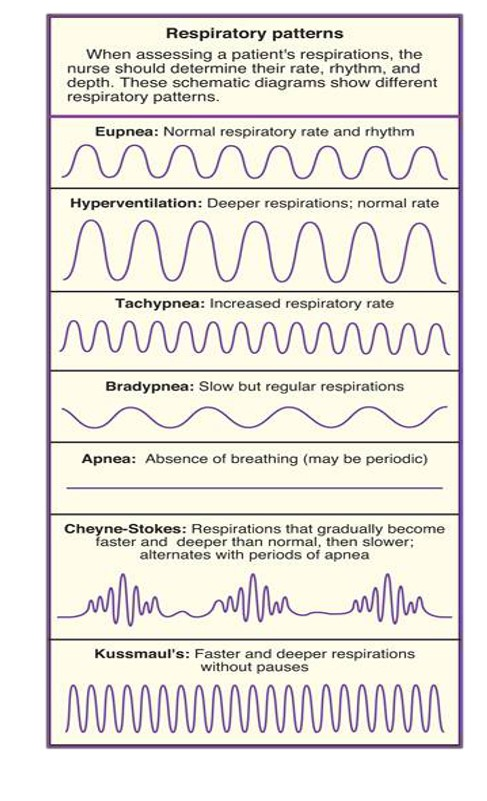 Respiratory patterns
When assessing a patient's respirations, the
nurse should determine their rate, rhythm, and
depth. These schematic diagrams show different
respiratory patterns.
Eupnea: Normal respiratory rate and rhythm
Hyperventilation: Deeper respirations; normal rate
Tachypnea: Increased respiratory rate
Bradypnea: Slow but regular respirations
Apnea: Absence of breathing (may be periodic)
Cheyne-Stokes: Respirations that gradually become
faster and deeper than normal, then slower;
alternates with periods of apnea
Kussmaul's: Faster and deeper respirations
without pauses